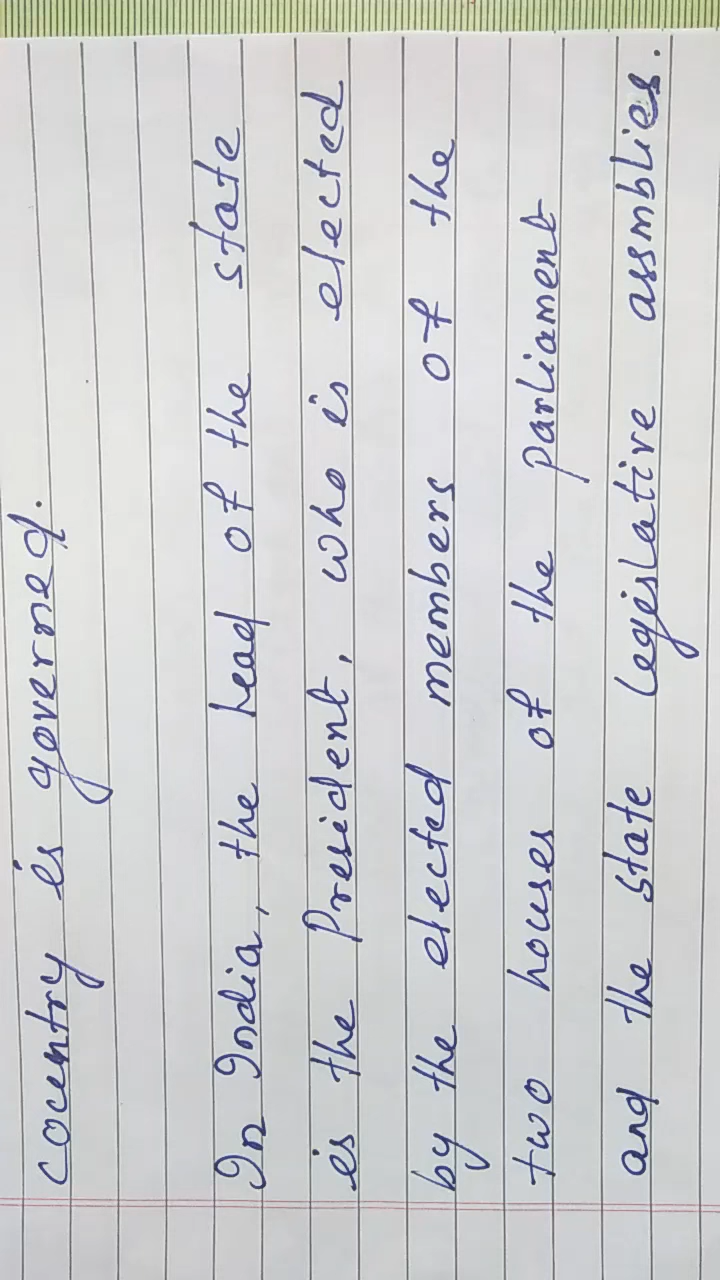 country is governed.
In India, the head of the state
is the President, who is elected
by the elected members of the
two houses of the parliament
and the state legislative assmblies.